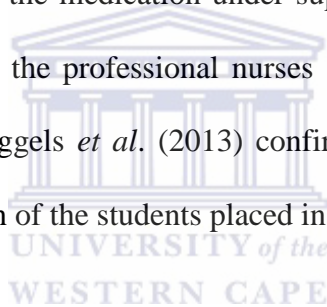 the medication under sup
the professional nurses
ggels et al. (2013) confir
of the students placed in
UNIVERSITY of the
WESTERN CAPE